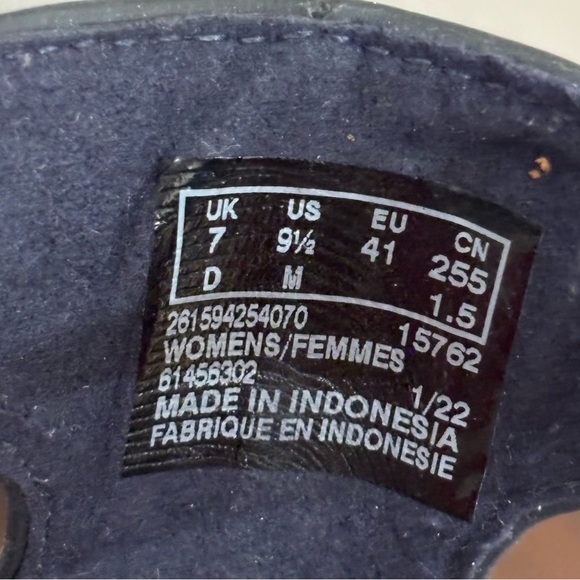 UK US EU CN
7 9½ 41 255
D M 1.5
261594254070 15762
WOMENS/FEMMES
61456302 1/22
MADE IN INDONESIA
FABRIQUE EN INDONESIE